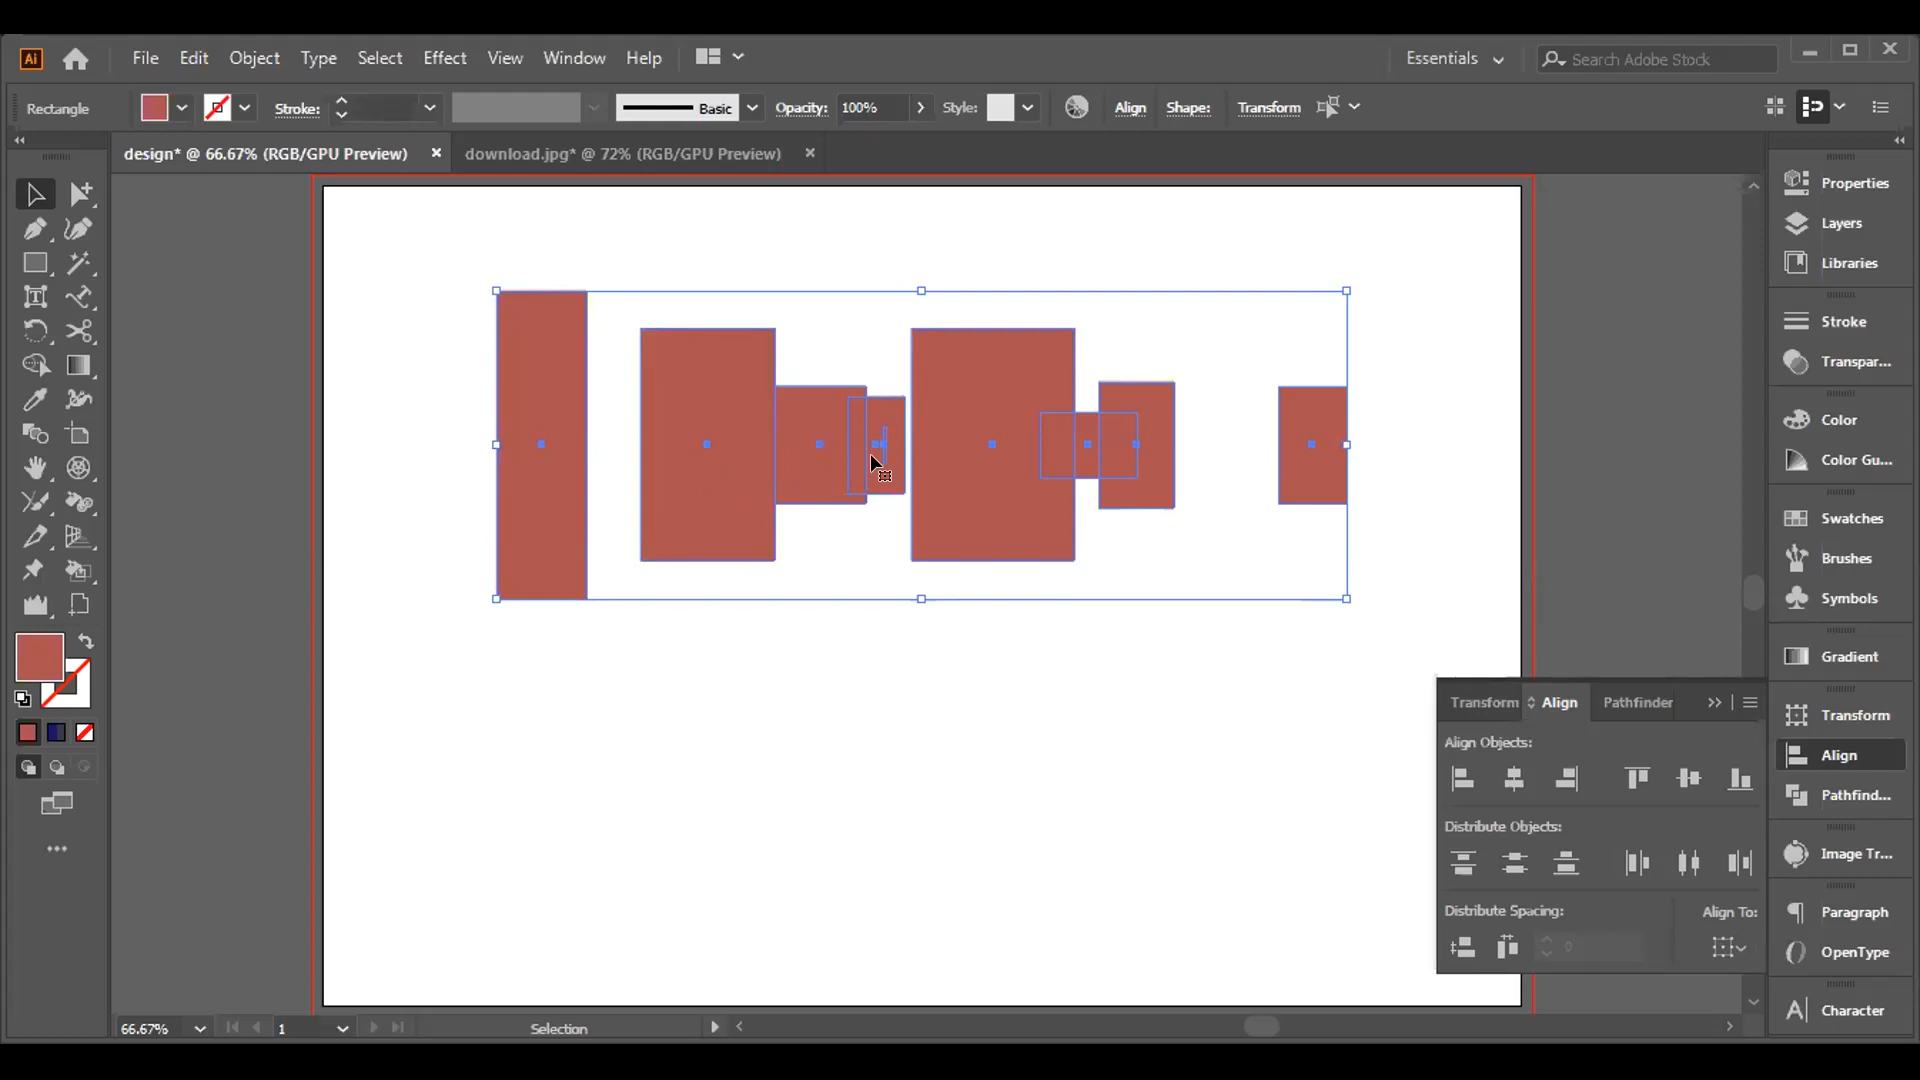 Ai
File Edit Object Type Select Effect View Window Help
Essentials
Search Adobe Stock
Rectangle
Stroke:
Basic
Opacity: 100%
Style:
Align
Shape:
Transform
design* @ 66.67% (RGB/GPU Preview)
download.jpg* @ 72% (RGB/GPU Preview)
Properties
Layers
Libraries
Stroke
Transpar...
Color
Color Gu...
Swatches
Brushes
Symbols
Gradient
Transform
Align
Pathfind...
Image Tr...
Paragraph
OpenType
Character
Transform Align Pathfinder
Align Objects:
Distribute Objects:
Distribute Spacing:
Align To:
0
66.67%
1
Selection